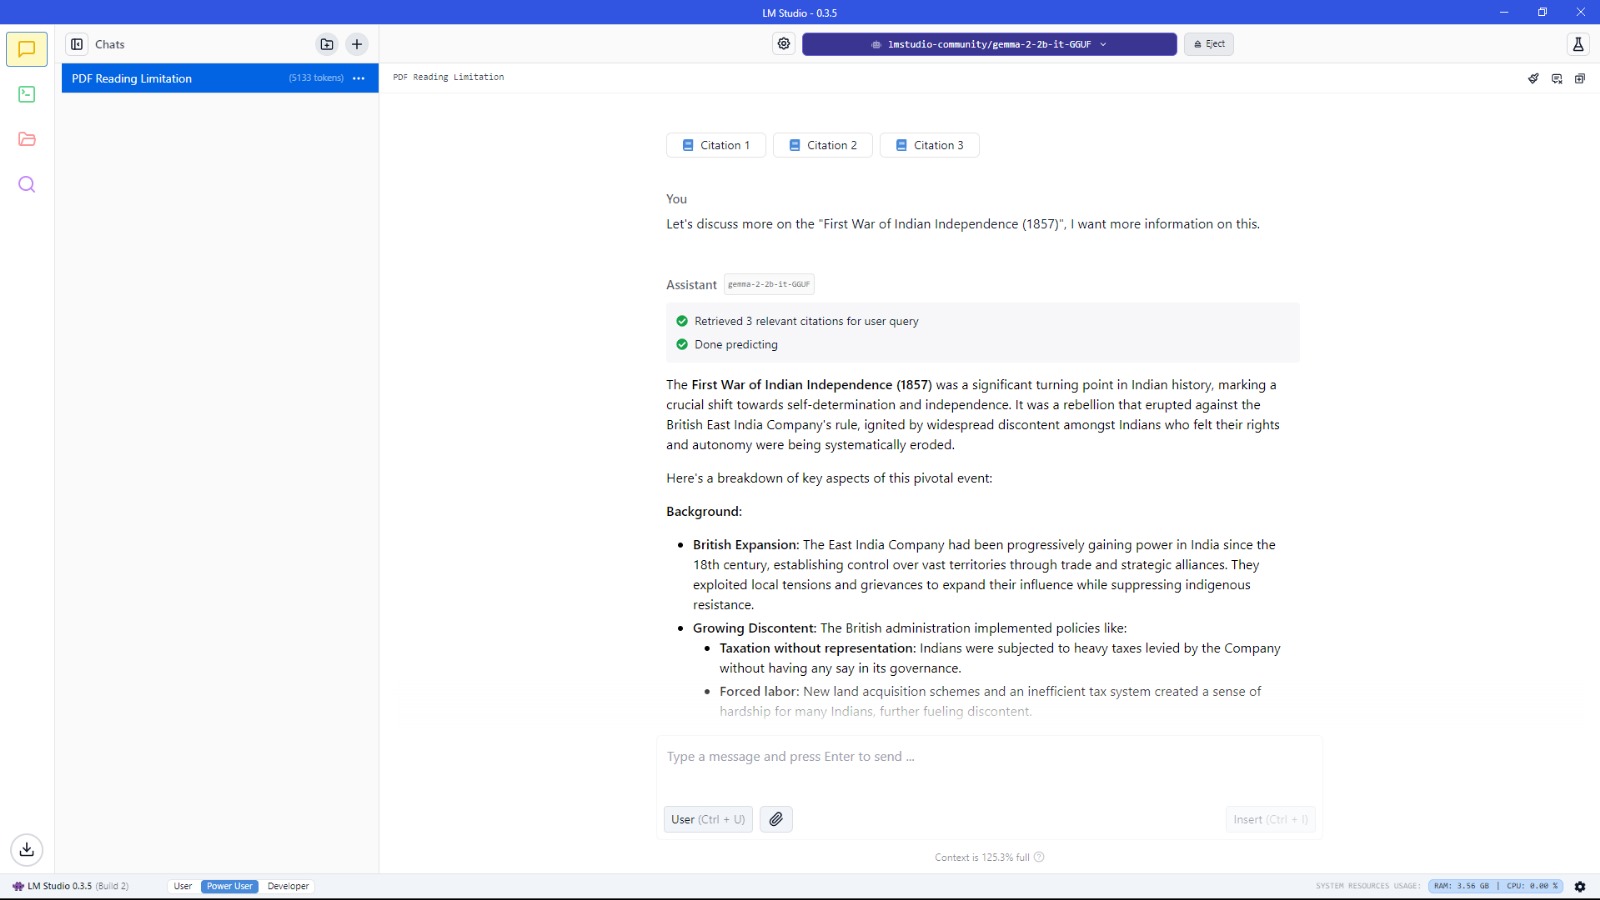 LM Studio - 0.3.5
Chats
lmstudio-community/gemma-2-2b-it-GGUF
Eject
PDF Reading Limitation
(5133 tokens)
PDF Reading Limitation
Citation 1
Citation 2
Citation 3
You
Let's discuss more on the "First War of Indian Independence (1857)", I want more information on this.
Assistant
gemma-2-2b-it-GGUF
Retrieved 3 relevant citations for user query
Done predicting
The First War of Indian Independence (1857) was a significant turning point in Indian history, marking a
crucial shift towards self-determination and independence. It was a rebellion that erupted against the
British East India Company's rule, ignited by widespread discontent amongst Indians who felt their rights
and autonomy were being systematically eroded.
Here's a breakdown of key aspects of this pivotal event:
Background:
British Expansion: The East India Company had been progressively gaining power in India since the
18th century, establishing control over vast territories through trade and strategic alliances. They
exploited local tensions and grievances to expand their influence while suppressing indigenous
resistance.
Growing Discontent: The British administration implemented policies like:
Taxation without representation: Indians were subjected to heavy taxes levied by the Company
without having any say in its governance.
Forced labor: New land acquisition schemes and an inefficient tax system created a sense of
hardship for many Indians, further fueling discontent.
Type a message and press Enter to send ...
User (Ctrl + U)
Insert (Ctrl + I)
Context is 125.3% full
LM Studio 0.3.5 (Build 2)
User
Power User
Developer
SYSTEM RESOURCES USAGE:
RAM: 3.56 GB | CPU: 0.00 %